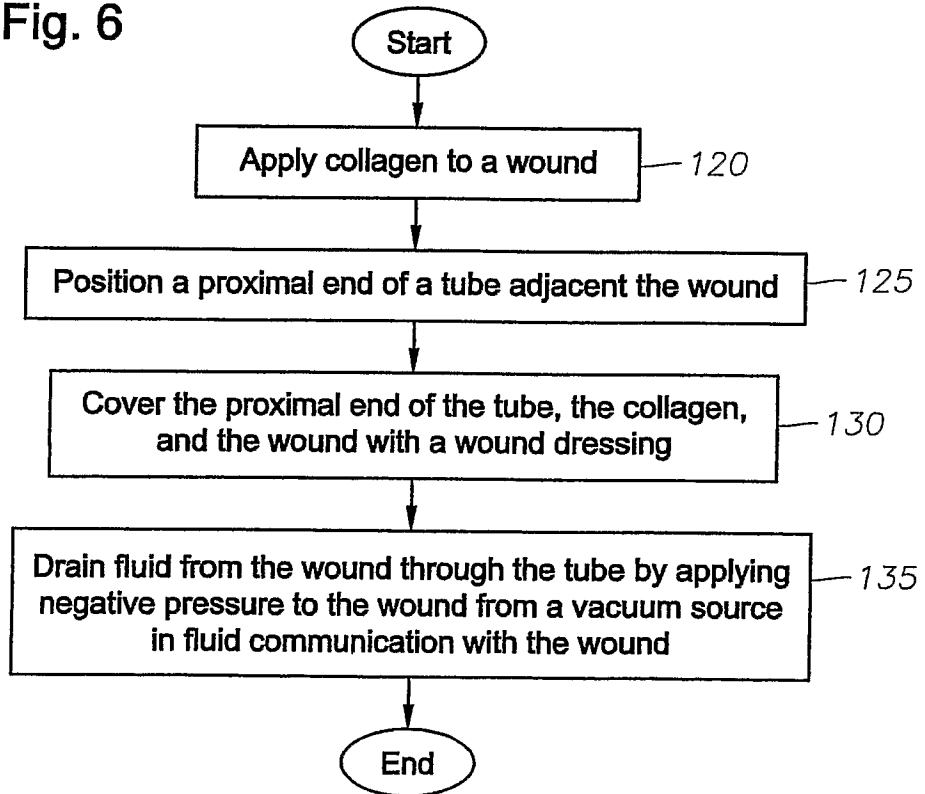 Fig. 6
Start
Apply collagen to a wound
120
Position a proximal end of a tube adjacent the wound
125
Cover the proximal end of the tube, the collagen,
and the wound with a wound dressing
130
Drain fluid from the wound through the tube by applying
negative pressure to the wound from a vacuum source
in fluid communication with the wound
135
End